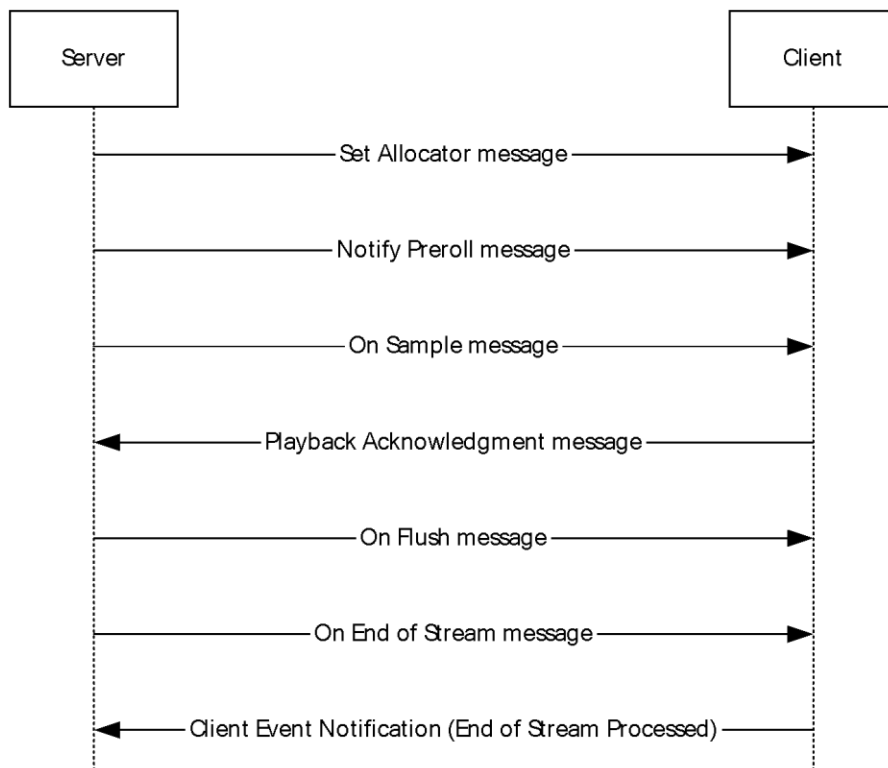 Server
Client
Set Allocator message
Notify Preroll message
On Sample message
Playback Acknowledgment message
On Flush message
On End of Stream message
Client Event Notification (End of Stream Processed)